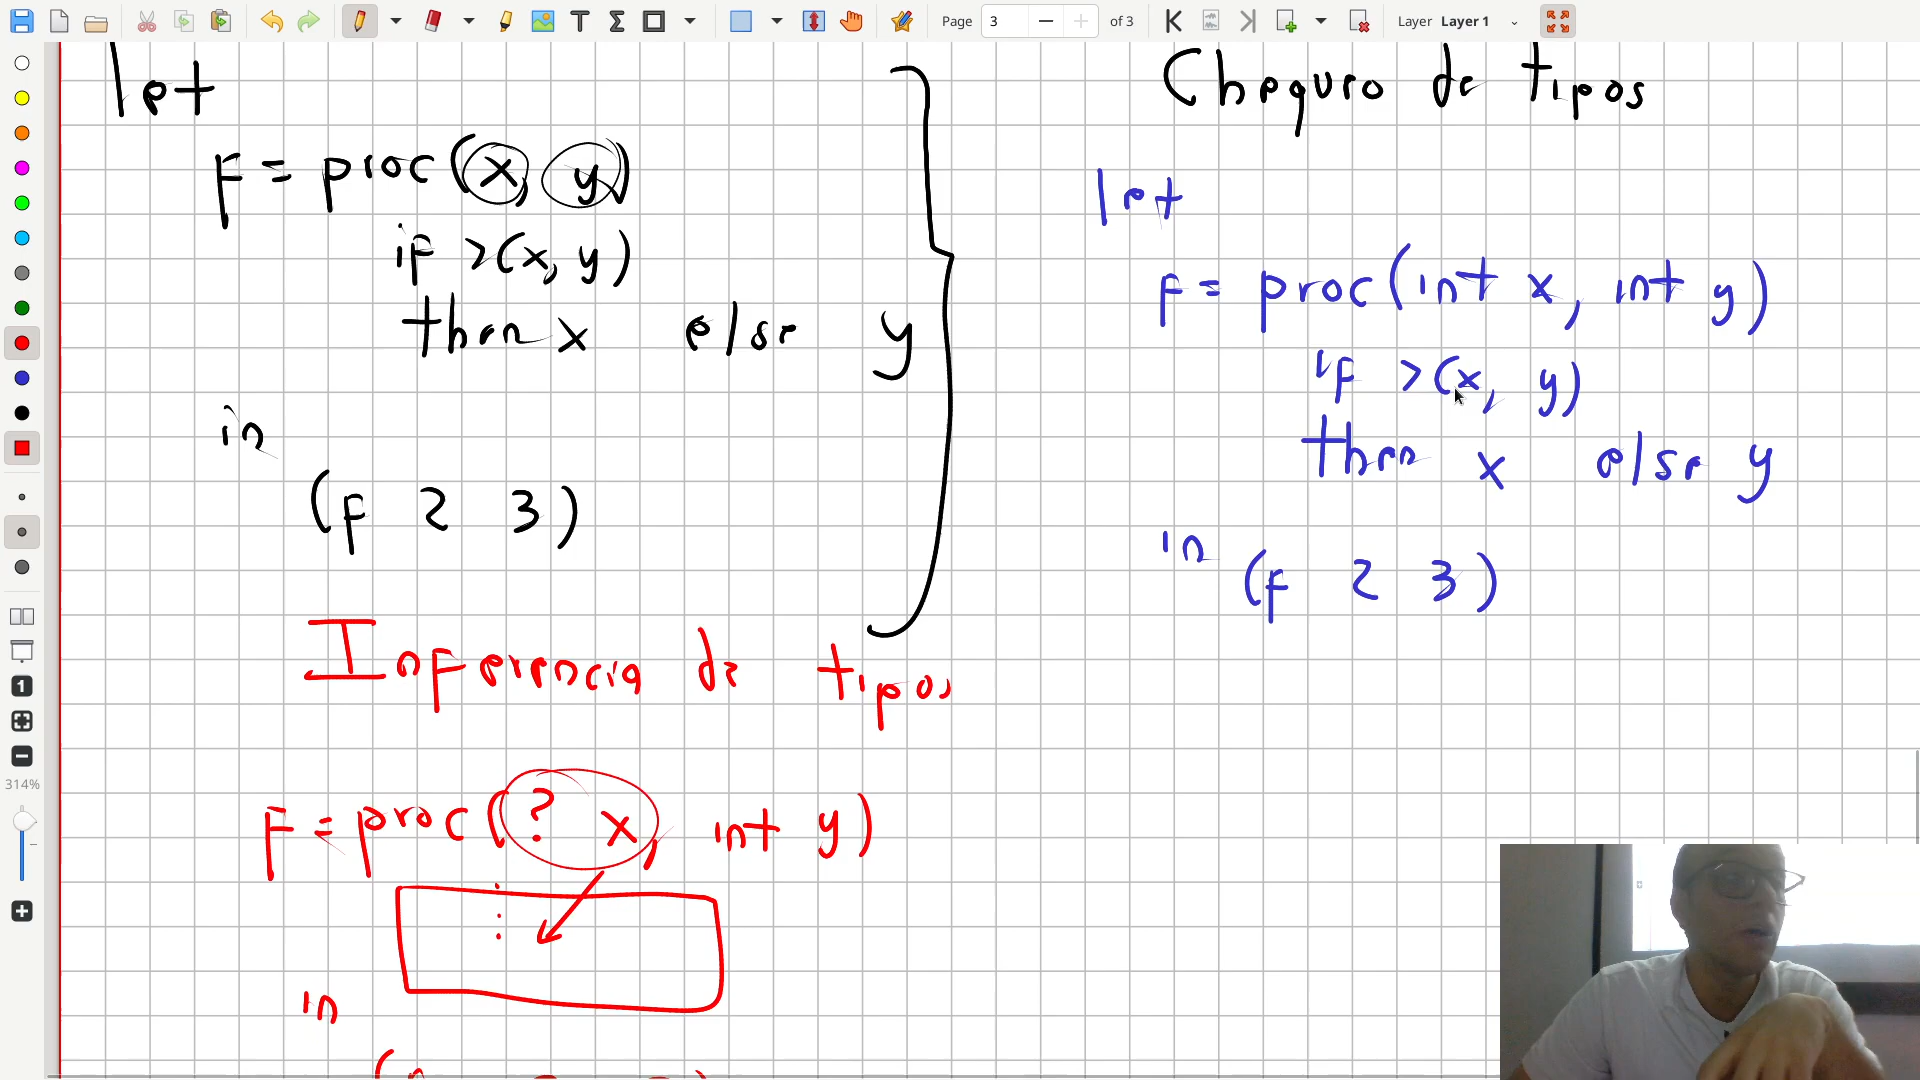 Page 3 of 3 Layer Layer 1
let
F = proc (x, y)
if >(x, y)
then x else y
in
(F 2 3)
Chequeo de tipos
let
F = proc (int x, int y)
if >(x, y)
then x else y
in (F 2 3)
Inferencia de tipos
F = proc (? x, int y)
:
:
in
1
314%